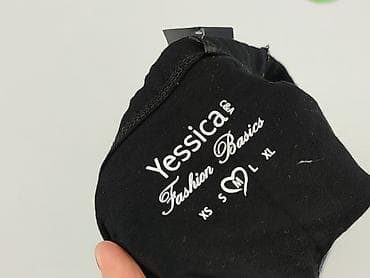 Yessica C&A
Fashion Basics
XS S M L XL